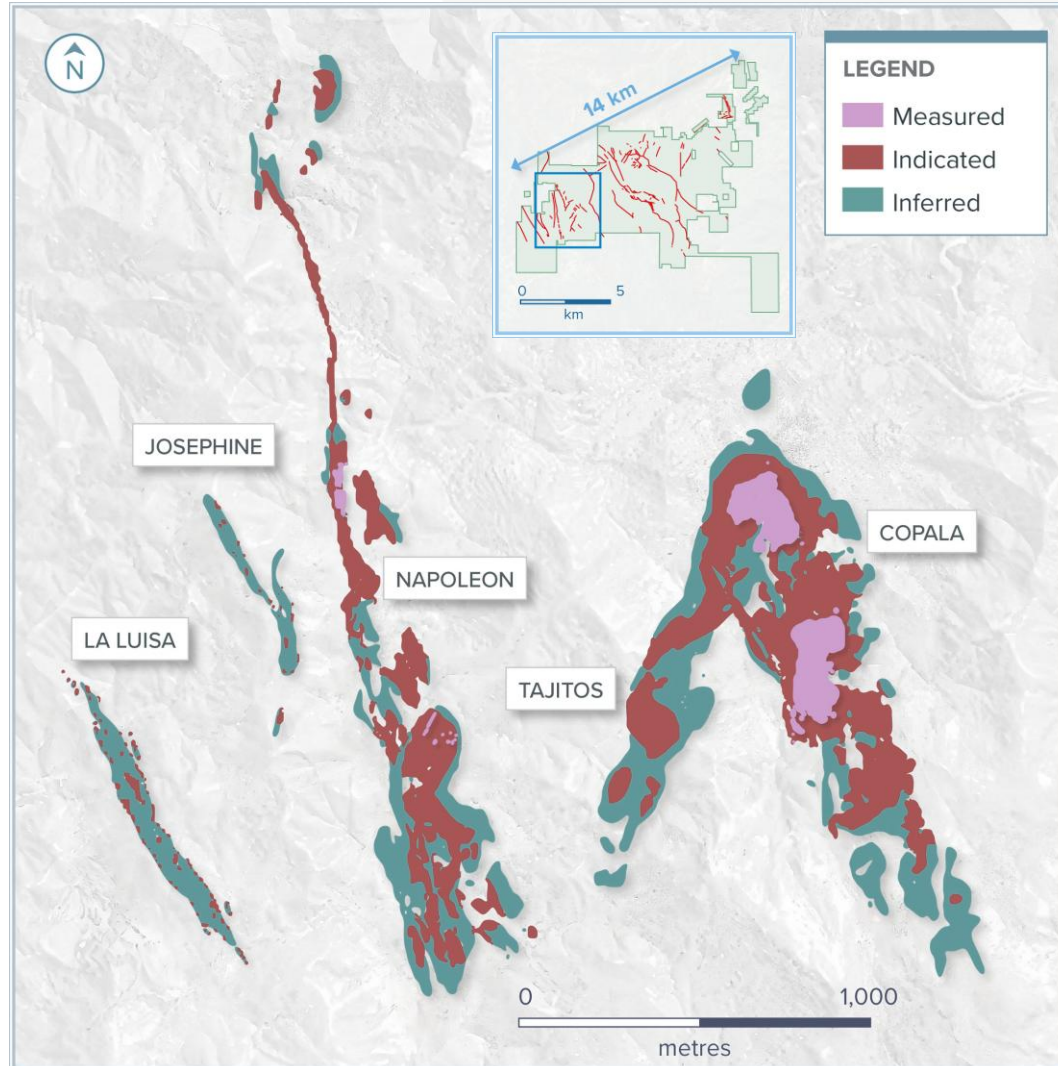 N
14 km
0 5
km
LEGEND
Measured
Indicated
Inferred
JOSEPHINE
COPALA
NAPOLEON
LA LUISA
TAJITOS
0 1,000
metres